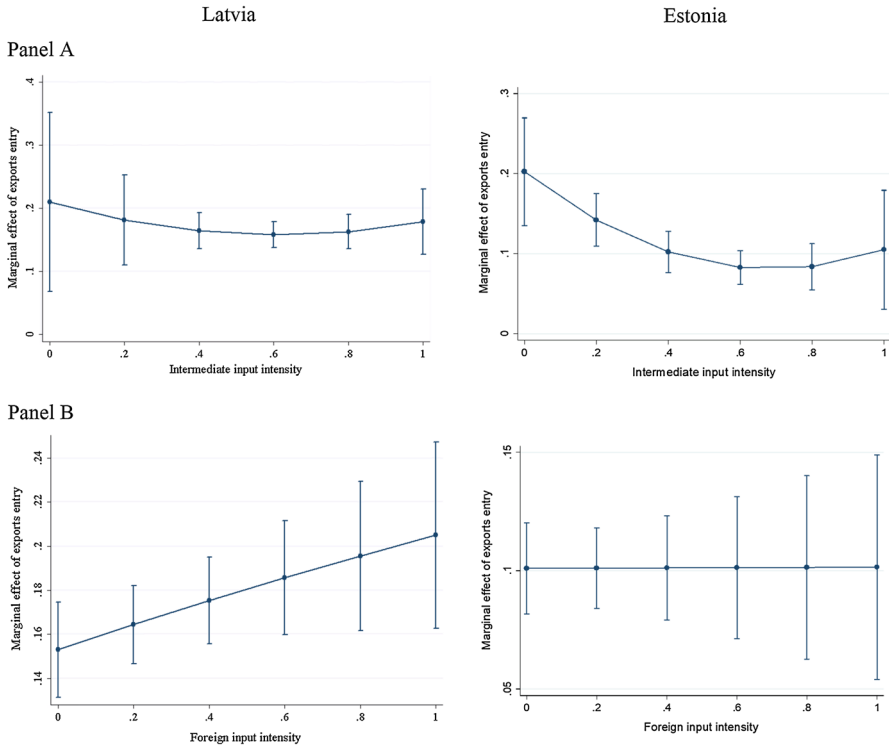 Latvia
Estonia
Panel A
Marginal effect of exports entry
.4
.3
.2
.1
0
0 .2 .4 .6 .8 1
Intermediate input intensity
Marginal effect of exports entry
.3
.2
.1
0
0 .2 .4 .6 .8 1
Intermediate input intensity
Panel B
Marginal effect of exports entry
.24
.22
.2
.18
.16
.14
0 .2 .4 .6 .8 1
Foreign input intensity
Marginal effect of exports entry
.15
.1
.05
0 .2 .4 .6 .8 1
Foreign input intensity